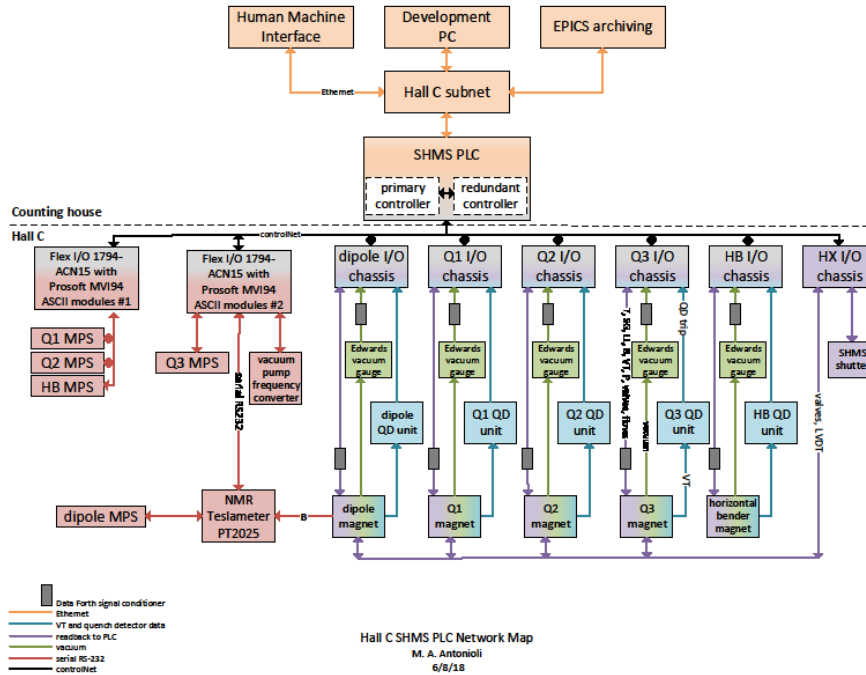 Human Machine
Interface
Development
PC
EPICS archiving
Ethernet
Hall C subnet
SHMS PLC
primary
controller
redundant
controller
Counting house
Hall C
controlNet
Flex I/O 1794-
ACN15 with
Prosoft MVI94
ASCII modules #1
Flex I/O 1794-
ACN15 with
Prosoft MVI94
ASCII modules #2
dipole I/O
chassis
Q1 I/O
chassis
Q2 I/O
chassis
Q3 I/O
chassis
HB I/O
chassis
HX I/O
chassis
Q1 MPS
Q2 MPS
HB MPS
Q3 MPS
vacuum
pump
frequency
converter
serial RS232
Edwards
vacuum
gauge
Edwards
vacuum
gauge
Edwards
vacuum
gauge
Edwards
vacuum
gauge
Edwards
vacuum
gauge
SHMS
shutter
QD trip
vacuum
valves, LVDT
dipole
QD unit
Q1 QD
unit
Q2 QD
unit
Q3 QD
unit
HB QD
unit
VT
dipole MPS
NMR
Teslameter
PT2025
B
dipole
magnet
Q1
magnet
Q2
magnet
Q3
magnet
horizontal
bender
magnet
Data Forth signal conditioner
Ethernet
VT and quench detector data
readback to PLC
vacuum
serial RS-232
controlNet
Hall C SHMS PLC Network Map
M. A. Antonioli
6/8/18